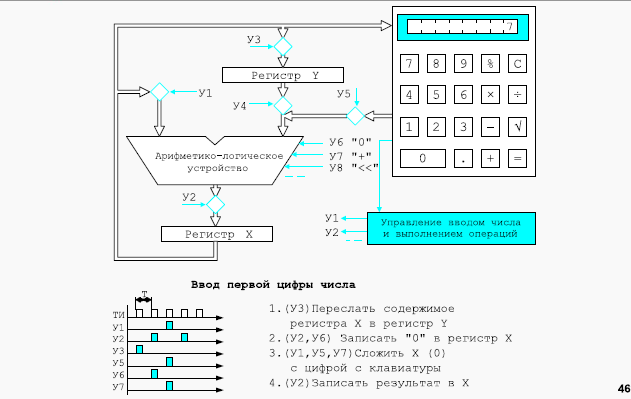 7
У3
Регистр Y
У1
У4
У5
7 8 9 % C
4 5 6 × ÷
1 2 3 − √
0 . + =
У6 "0"
У7 "+"
У8 "<<"
Арифметико-логическое
устройство
У2
Регистр X
У1
У2
Управление вводом числа
и выполнением операций
Ввод первой цифры числа
T
ТИ
У1
У2
У3
У5
У6
У7
1.(У3)Переслать содержимое
регистра X в регистр Y
2.(У2,У6) Записать "0" в регистр X
3.(У1,У5,У7)Сложить X (0)
с цифрой с клавиатуры
4.(У2)Записать результат в X
46